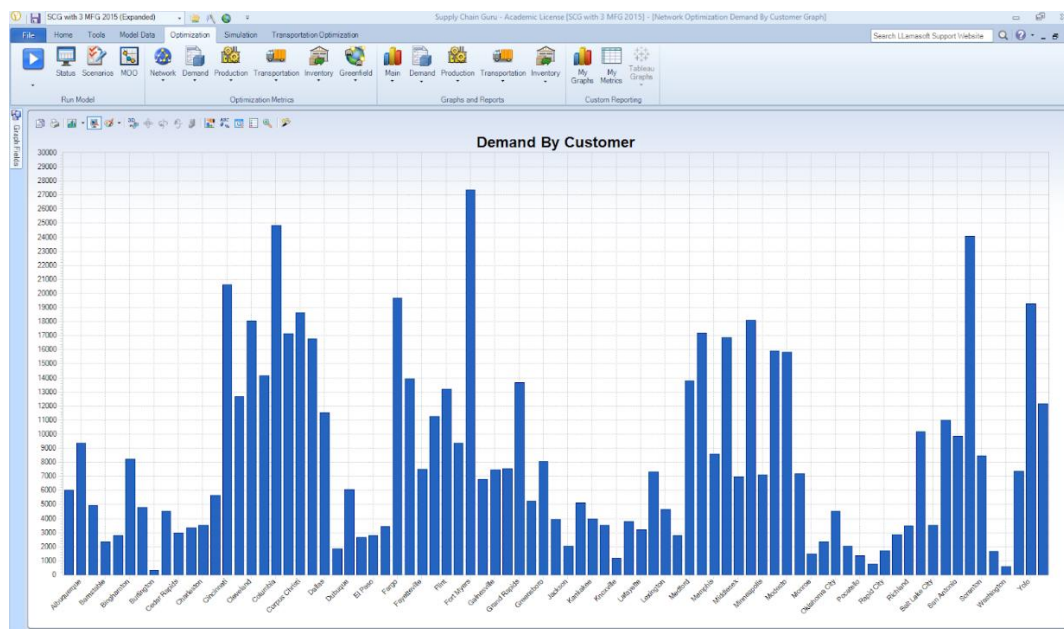 SCG with 3 MFG 2015 (Expanded)
Supply Chain Guru - Academic License [SCG with 3 MFG 2015] - [Network Optimization Demand By Customer Graph]
File Home Tools Model Data Optimization Simulation Transportation Optimization
Search LLamasoft Support Website
Status Scenarios MOO Network Demand Production Transportation Inventory Greenfield Main Demand Production Transportation Inventory My Graphs My Metrics Tableau Graphs
Run Model Optimization Metrics Graphs and Reports Custom Reporting
Graph Fields
Demand By Customer
30000
29000
28000
27000
26000
25000
24000
23000
22000
21000
20000
19000
18000
17000
16000
15000
14000
13000
12000
11000
10000
9000
8000
7000
6000
5000
4000
3000
2000
1000
0
Albuquerque
Barnstable
Binghamton
Burlington
Cedar Rapids
Charleston
Cincinnati
Cleveland
Columbia
Corpus Christi
Dallas
Dubuque
El Paso
Fargo
Fayetteville
Flint
Fort Myers
Gainesville
Grand Rapids
Greensboro
Jackson
Kankakee
Knoxville
Lafayette
Lexington
Medford
Memphis
Middlesex
Minneapolis
Modesto
Monroe
Oklahoma City
Pocatello
Rapid City
Richland
Salt Lake City
San Antonio
Scranton
Washington
Yolo